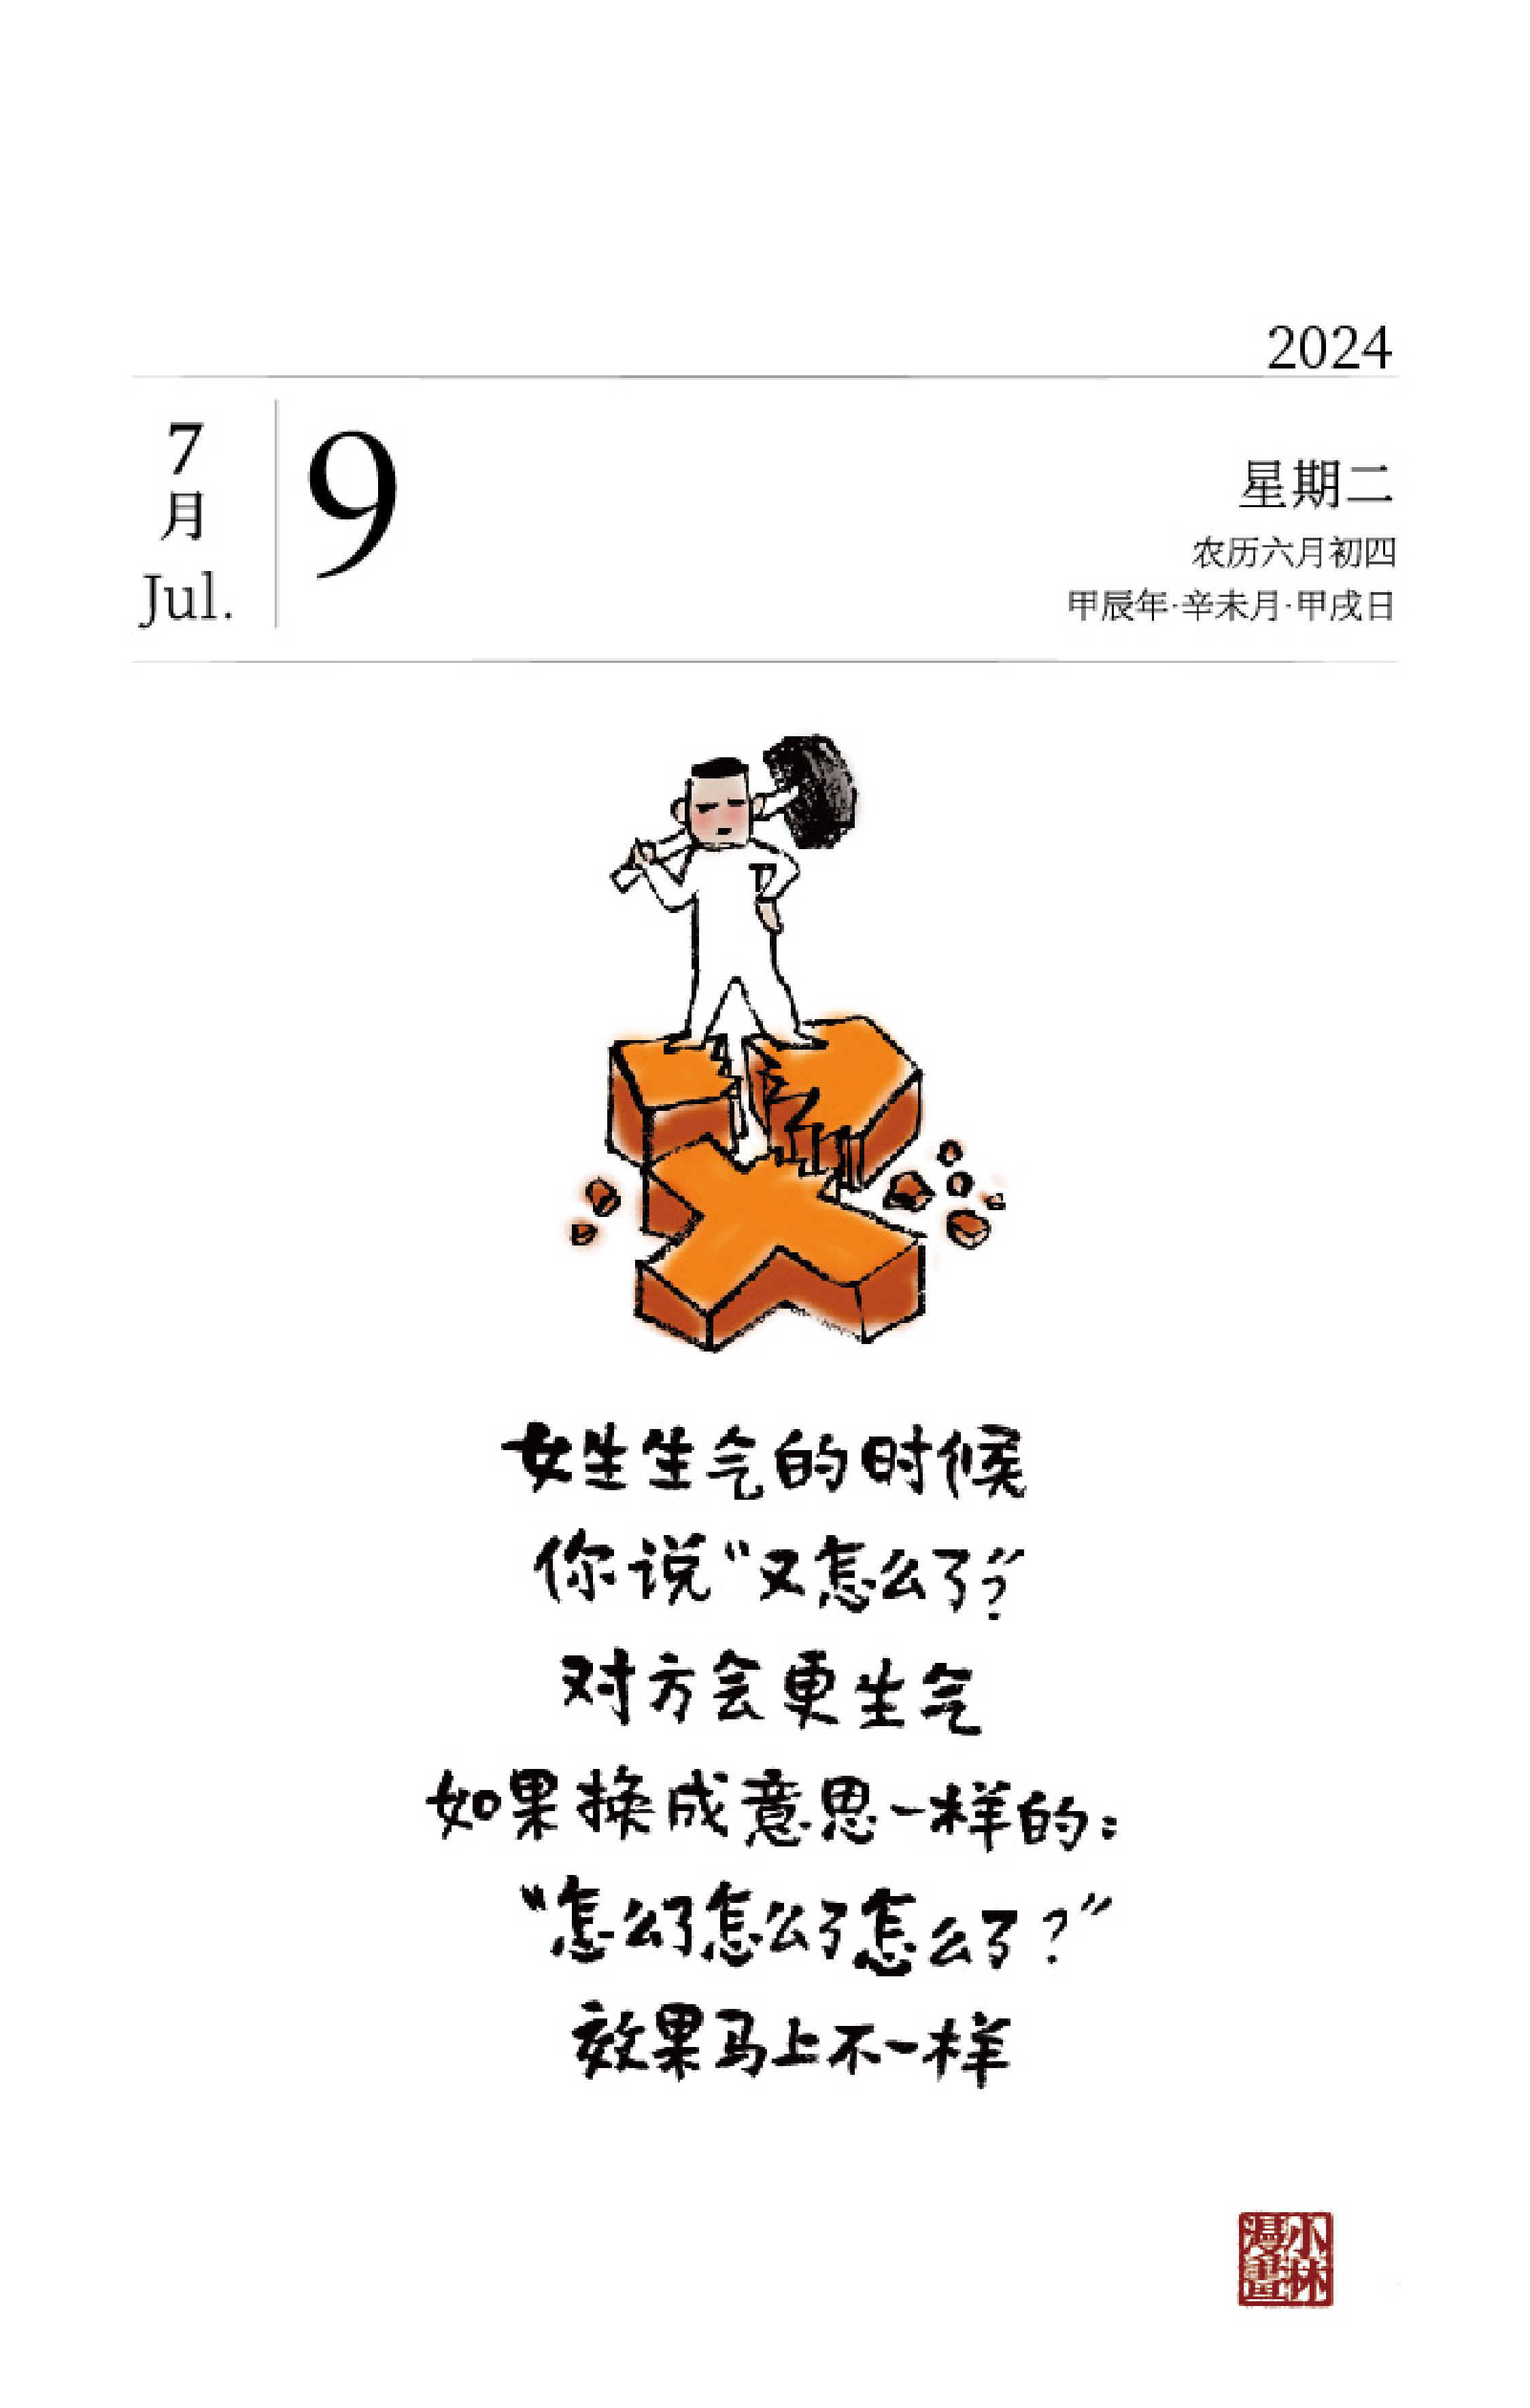 2024
7
月
Jul.
9
星期二
农历六月初四
甲辰年·辛未月·甲戌日
女生生气的时候
你说“又怎么了？”
对方会更生气
如果换成意思一样的：
“怎么了怎么了怎么了？”
效果马上不一样
小林
漫畫